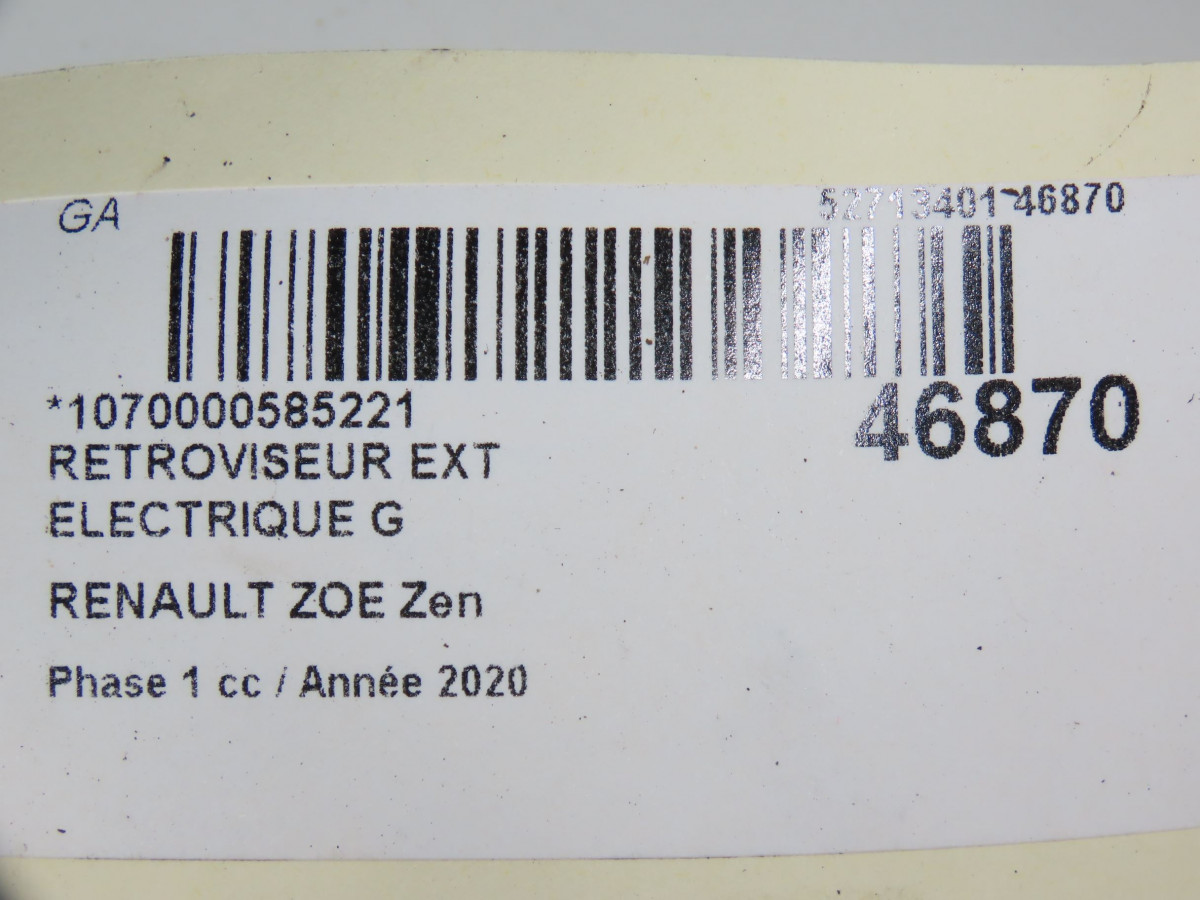 GA
52713401 46870
*1070000585221
46870
RETROVISEUR EXT
ELECTRIQUE G
RENAULT ZOE Zen
Phase 1 cc / Année 2020